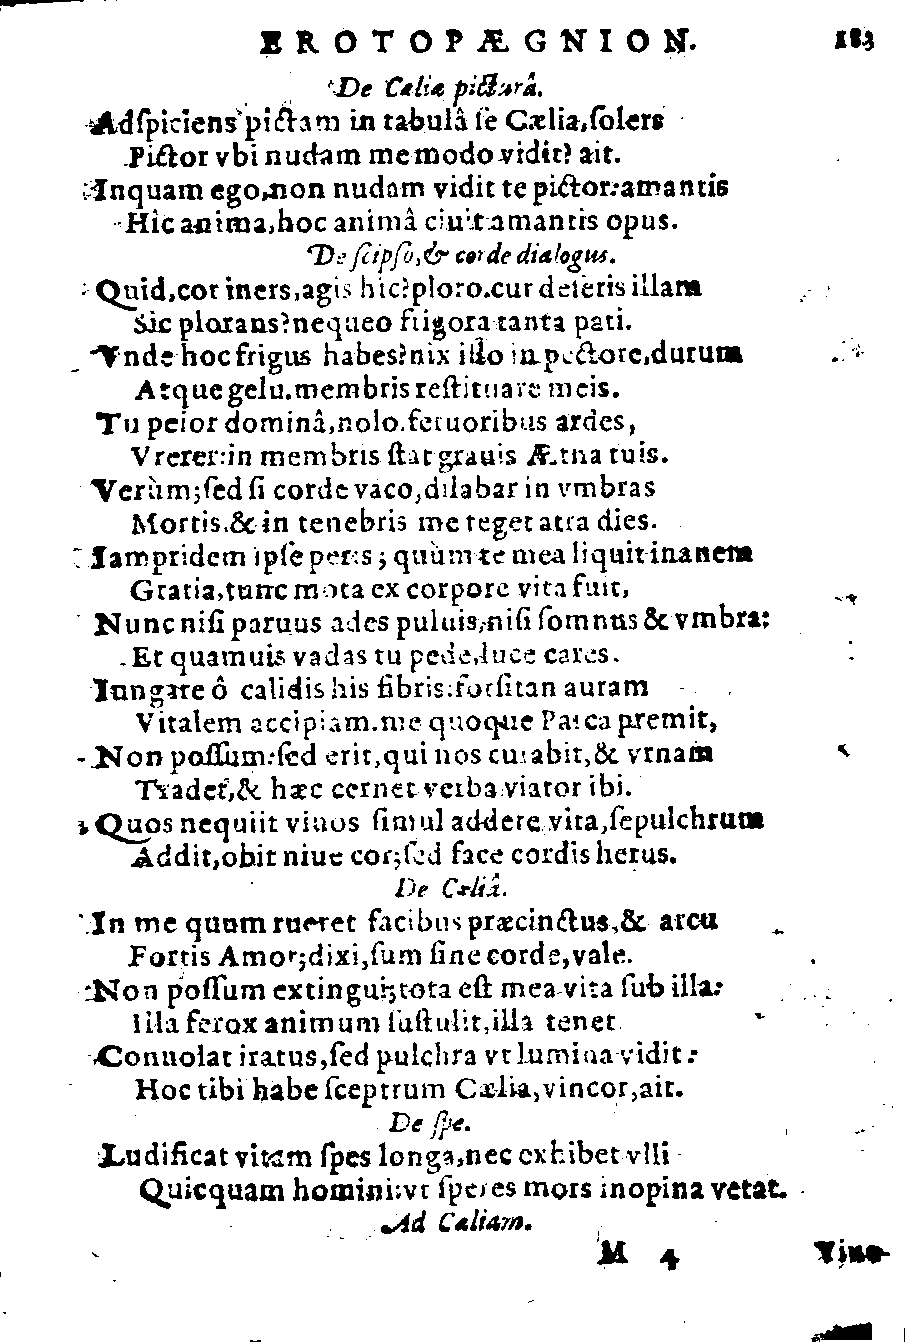 EROTOPÆGNION. 183
De Cæliæ picturâ.
Adſpiciens pictam in tabulâ ſe Cælia, ſolers
Pictor vbi nudam me modo vidit? ait.
Inquam ego, non nudam vidit te pictor: amantis
Hic anima, hoc animâ ciuit amantis opus.
De ſeipſo, & corde dialogus.
Quid, cor iners, agis hic? ploro. cur deſeris illam
Sic plorans? nequeo frigora tanta pati.
Vnde hoc frigus habes? nix illo in pectore, durum
Atque gelu. membris reſtituare meis.
Tu peior dominâ, nolo. feruoribus ardes,
Vrerer: in membris ſtat grauis Ætna tuis.
Verùm; ſed ſi corde vaco, dilabar in vmbras
Mortis. & in tenebris me teget atra dies.
Iampridem ipſe peris; quùm te mea liquit inanem
Gratia, tunc mota ex corpore vita fuit,
Nunc niſi paruus ades puluis, niſi ſomnus & vmbra:
Et quamuis vadas tu pede, luce cares.
Iungare ô calidis his fibris: forſitan auram
Vitalem accipiam. me quoque Parca premit,
Non poſſum: ſed erit, qui nos curabit, & vrnam
Tradet, & hæc cernet verba viator ibi.
Quos nequiit viuos ſimul addere vita, ſepulchrum
Addit, obit niue cor; ſed face cordis herus.
De Cæliâ.
In me quum rueret facibus præcinctus, & arcu
Fortis Amor; dixi, ſum ſine corde, vale.
Non poſſum extingui; tota eſt mea vita ſub illa:
Illa ferox animum ſuſtulit, illa tenet
Conuolat iratus, ſed pulchra vt lumina vidit:
Hoc tibi habe ſceptrum Cælia, vincor, ait.
De ſpe.
Ludificat vitam ſpes longa, nec exhibet vlli
Quicquam homini: vt ſperes mors inopina vetat.
Ad Cæliam.
M 4 Viuo